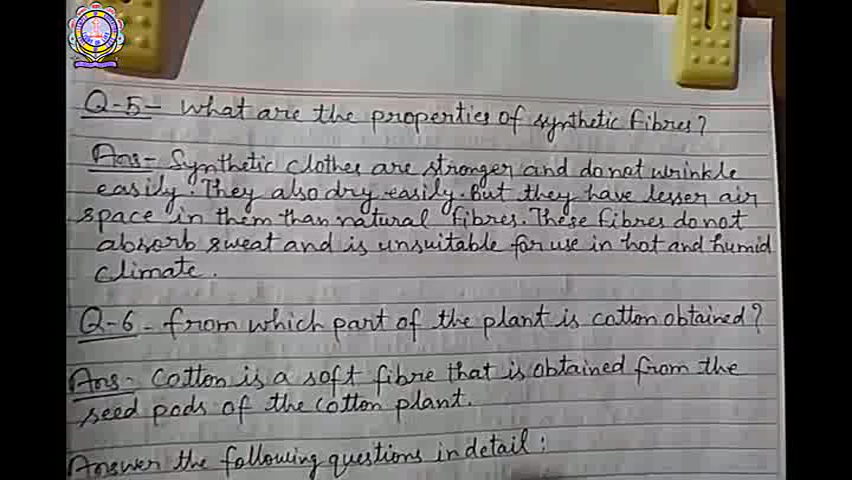 Q-5- What are the properties of synthetic fibres?
Ans- Synthetic clothes are stronger and do not wrinkle
easily. They also dry easily. But they have lesser air
space in them than natural fibres. These fibres do not
absorb sweat and is unsuitable for use in hot and humid
climate.
Q-6- from which part of the plant is cotton obtained?
Ans- Cotton is a soft fibre that is obtained from the
seed pods of the cotton plant.
Answer the following questions in detail: